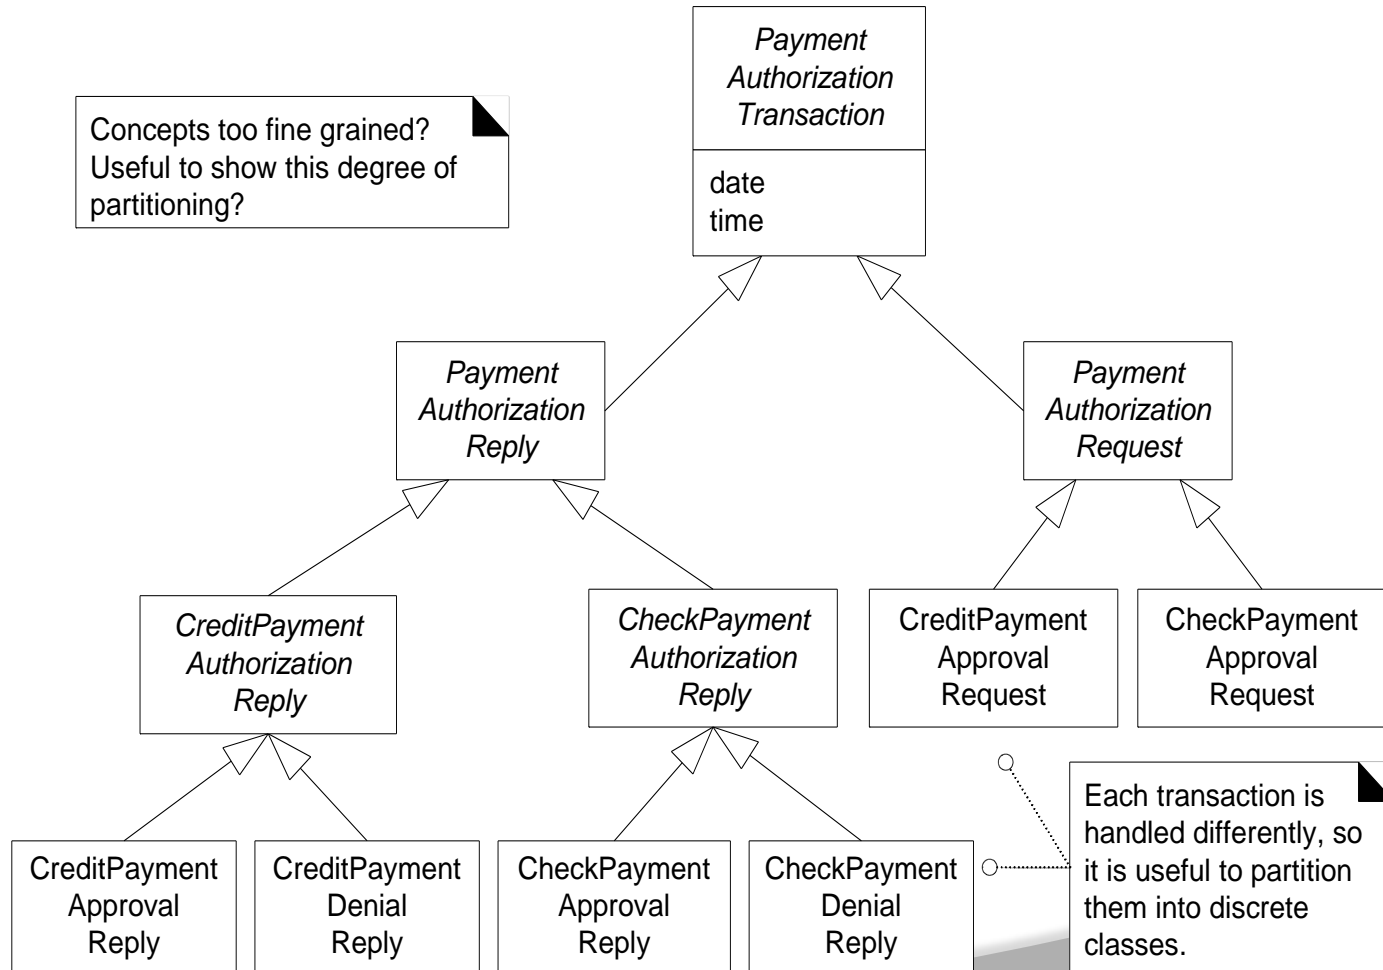 Payment
Authorization
Transaction
date
time
Concepts too fine grained?
Useful to show this degree of
partitioning?
Payment
Authorization
Reply
Payment
Authorization
Request
CreditPayment
Authorization
Reply
CheckPayment
Authorization
Reply
CreditPayment
Approval
Request
CheckPayment
Approval
Request
CreditPayment
Approval
Reply
CreditPayment
Denial
Reply
CheckPayment
Approval
Reply
CheckPayment
Denial
Reply
Each transaction is
handled differently, so
it is useful to partition
them into discrete
classes.